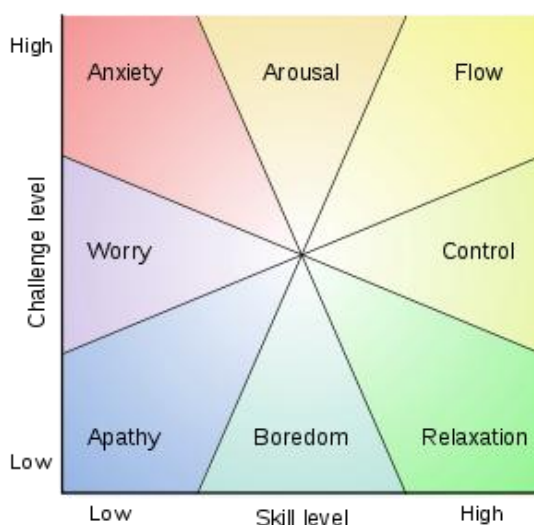 High
Anxiety
Arousal
Flow
Challenge level
Worry
Control
Apathy
Boredom
Relaxation
Low
Low
Skill level
High